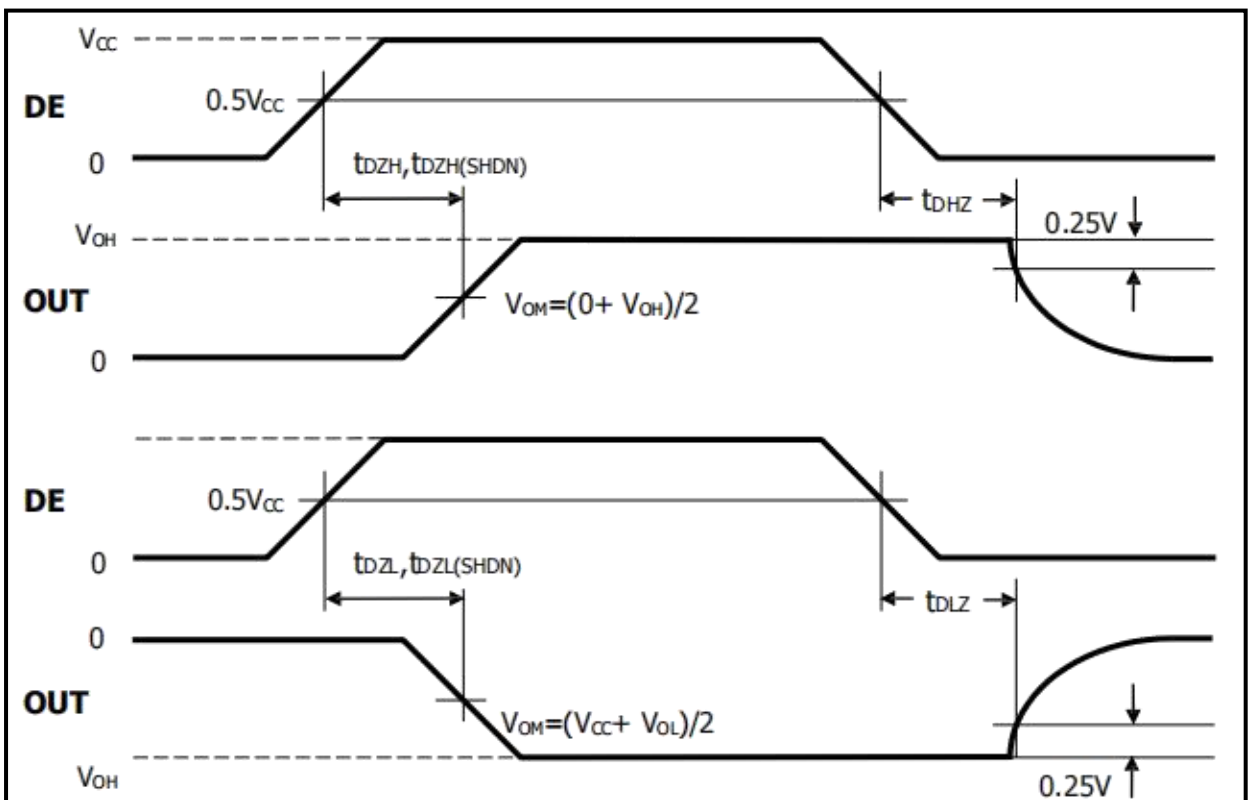 VCC
DE
0.5VCC
0
tDZH,tDZH(SHDN)
tDHZ
0.25V
VOH
OUT
VOM=(0+ VOH)/2
0
DE
0.5VCC
0
tDZL,tDZL(SHDN)
tDLZ
0
OUT
VOM=(VCC+ VOL)/2
VOH
0.25V